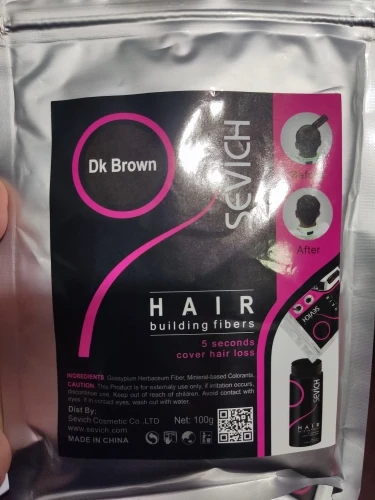 Dk Brown
SEVICH
After
HAIR
building fibers
5 seconds
cover hair loss
SEVICH
SEVICH
HAIR
INGREDIENTS: Gossypium Herbaceum Fiber, Mineral-based Colorants.
CAUTION: This Product is for externaly use only, if irritation occurs,
discontinue use. Keep out of reach of children. Avoid contact with
eyes. If in contact eyes, wash out with water.
Dist By:
Sevich Cosmetic Co.,LTD Net: 100g
www.sevich.com
MADE IN CHINA